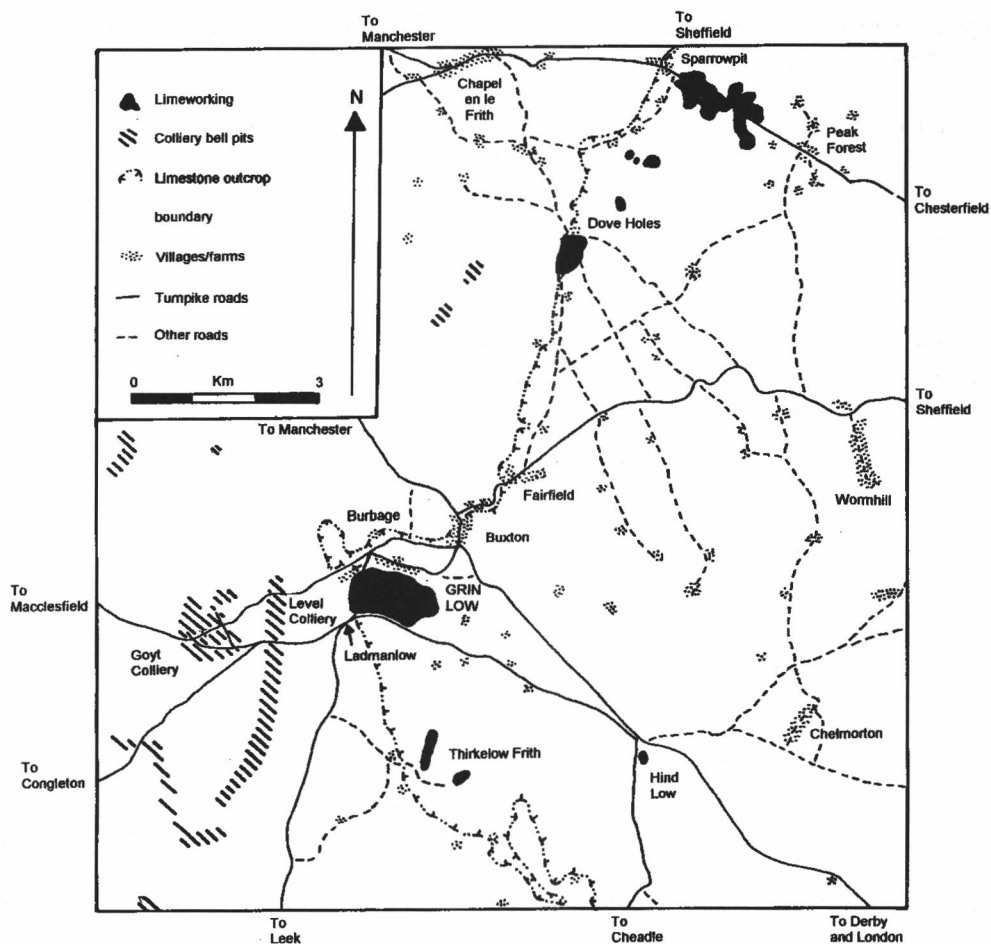 To
Manchester
To
Sheffield
Sparrowpit
Chapel
en le
Frith
N
Limeworking
Colliery bell pits
Limestone outcrop
boundary
Villages/farms
Turnpike roads
Other roads
0 Km 3
Peak
Forest
To
Chesterfield
Dove Holes
To
Sheffield
To Manchester
Wormhill
Fairfield
Burbage
Buxton
To
Macclesfield
Level
Colliery
GRIN
LOW
Goyt
Colliery
Ladmanlow
Chelmorton
Thirkelow Frith
To
Congleton
Hind
Low
To
Leek
To
Cheadle
To Derby
and London